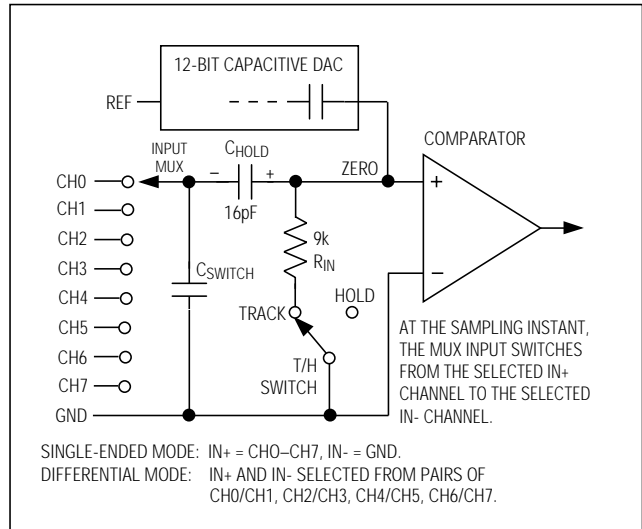 12-BIT CAPACITIVE DAC
REF
COMPARATOR
INPUT
MUX
–
CHOLD
+
ZERO
16pF
CH0
CH1
CH2
CH3
CH4
CH5
CH6
CH7
GND
CSWITCH
9k
RIN
TRACK
HOLD
T/H
SWITCH
+
–
AT THE SAMPLING INSTANT,
THE MUX INPUT SWITCHES
FROM THE SELECTED IN+
CHANNEL TO THE SELECTED
IN- CHANNEL.
SINGLE-ENDED MODE: IN+ = CHO–CH7, IN- = GND.
DIFFERENTIAL MODE: IN+ AND IN- SELECTED FROM PAIRS OF
CH0/CH1, CH2/CH3, CH4/CH5, CH6/CH7.